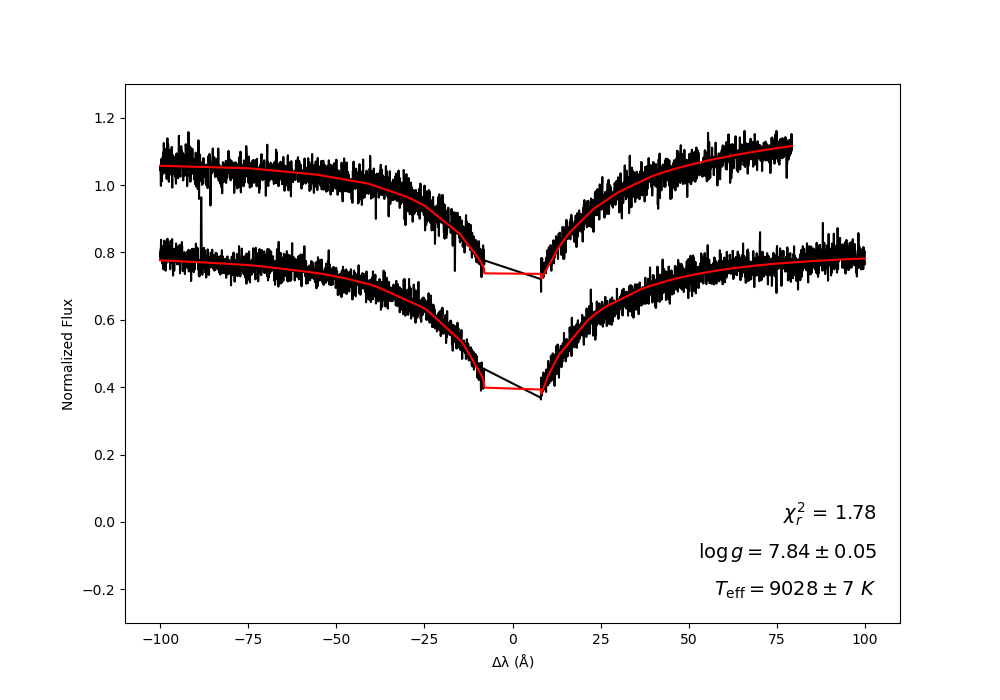 1.2
1.0
0.8
0.6
0.4
0.2
0.0
−0.2
Normalized Flux
χ²ᵣ = 1.78
log g = 7.84 ± 0.05
T_eff = 9028 ± 7 K
−100 −75 −50 −25 0 25 50 75 100
Δλ (Å)